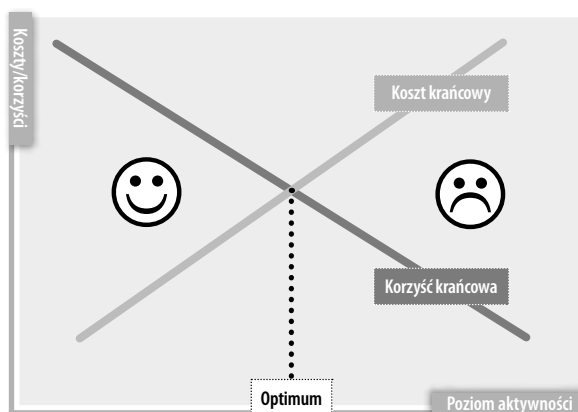 Koszty/korzyści
Koszt krańcowy
Korzyść krańcowa
Optimum
Poziom aktywności